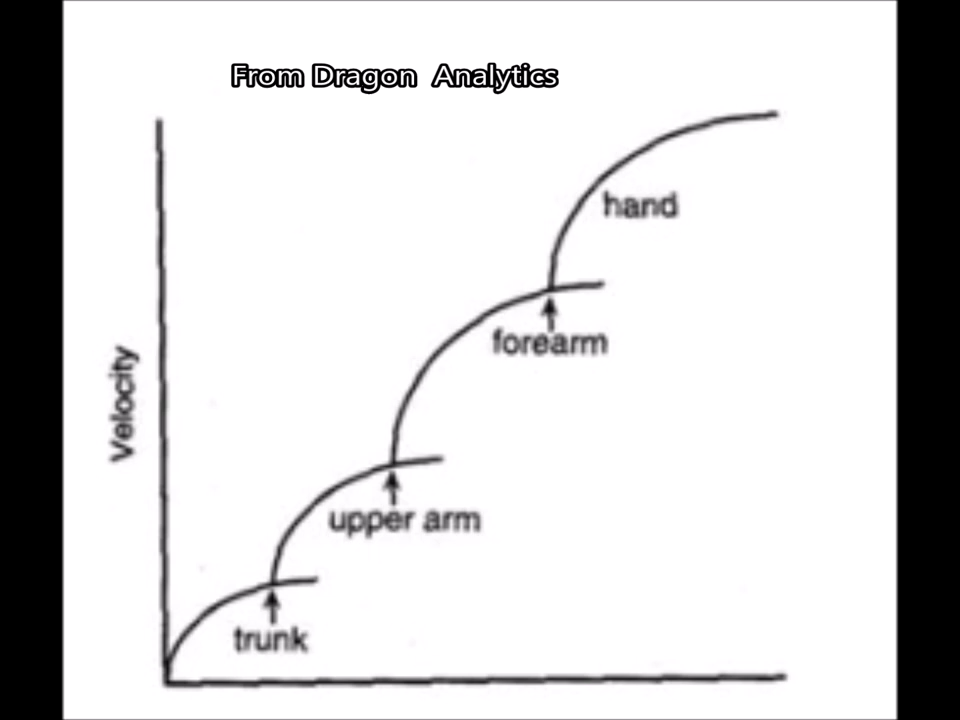 From Dragon Analytics
hand
forearm
Velocity
upper arm
trunk